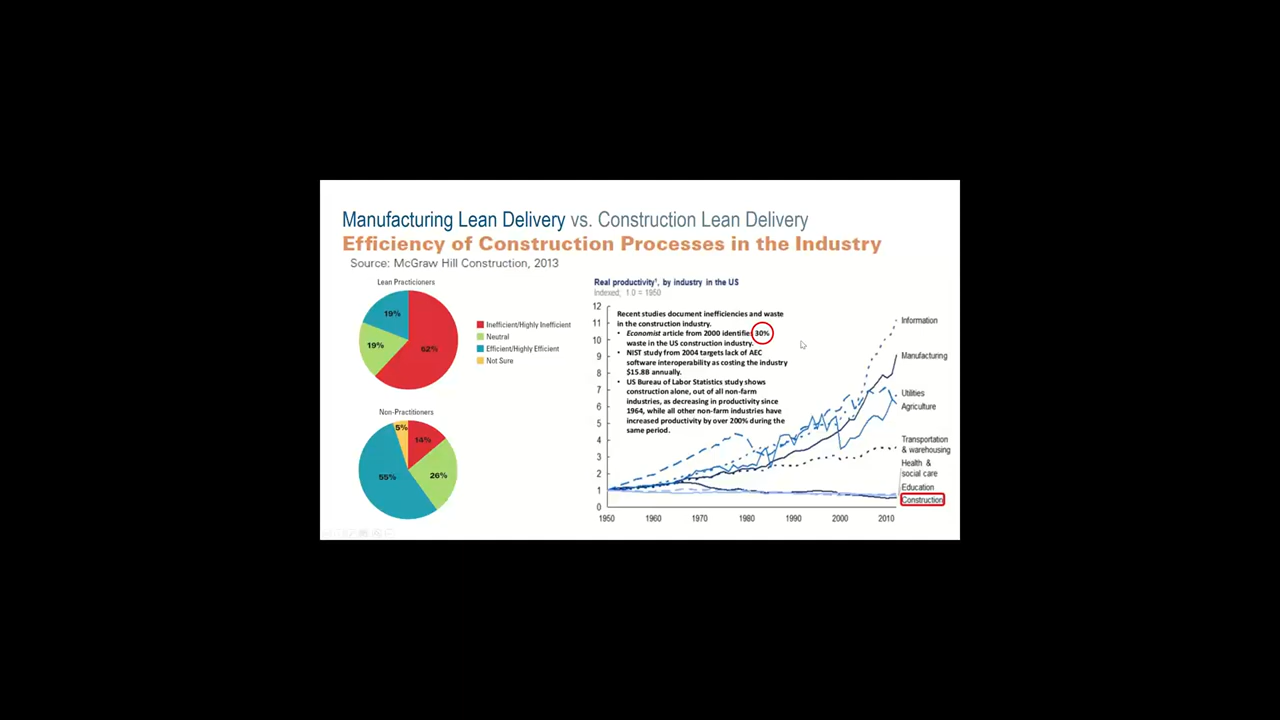 Manufacturing Lean Delivery vs. Construction Lean Delivery
Efficiency of Construction Processes in the Industry
Source: McGraw Hill Construction, 2013
Lean Practicioners
19%
19%
62%
Inefficient/Highly Inefficient
Neutral
Efficient/Highly Efficient
Not Sure
Non-Practitioners
5%
14%
26%
55%
Real productivity¹, by industry in the US
Indexed, 1.0 = 1950
12
11
10
9
8
7
6
5
4
3
2
1
0
Recent studies document inefficiencies and waste
in the construction industry.
• Economist article from 2000 identifies 30%
waste in the US construction industry.
• NIST study from 2004 targets lack of AEC
software interoperability as costing the industry
$15.8B annually.
• US Bureau of Labor Statistics study shows
construction alone, out of all non-farm
industries, as decreasing in productivity since
1964, while all other non-farm industries have
increased productivity by over 200% during the
same period.
Information
Manufacturing
Utilities
Agriculture
Transportation
& warehousing
Health &
social care
Education
Construction
1950 1960 1970 1980 1990 2000 2010